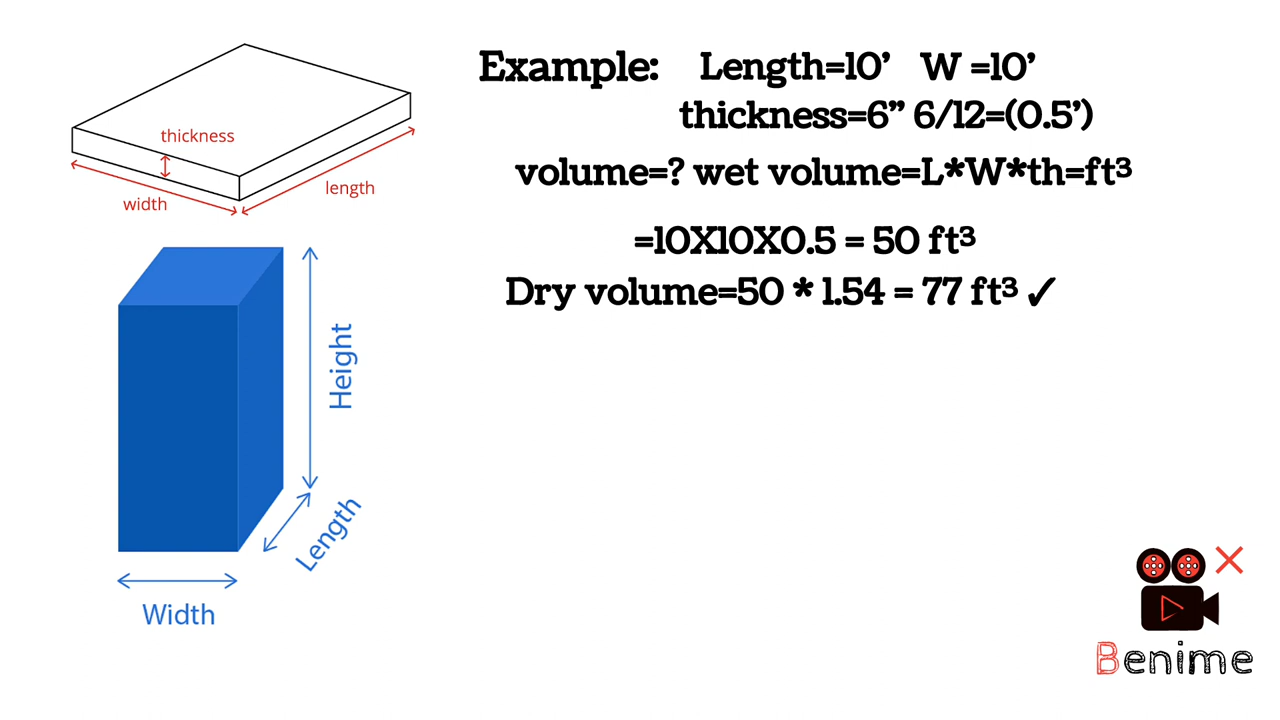 Example: Length=10’ W =10’
thickness=6” 6/12=(0.5’)
volume=? wet volume=L*W*th=ft³
=10X10X0.5 = 50 ft³
Dry volume=50 * 1.54 = 77 ft³ ✓
thickness
width
length
Height
Length
Width
Benime